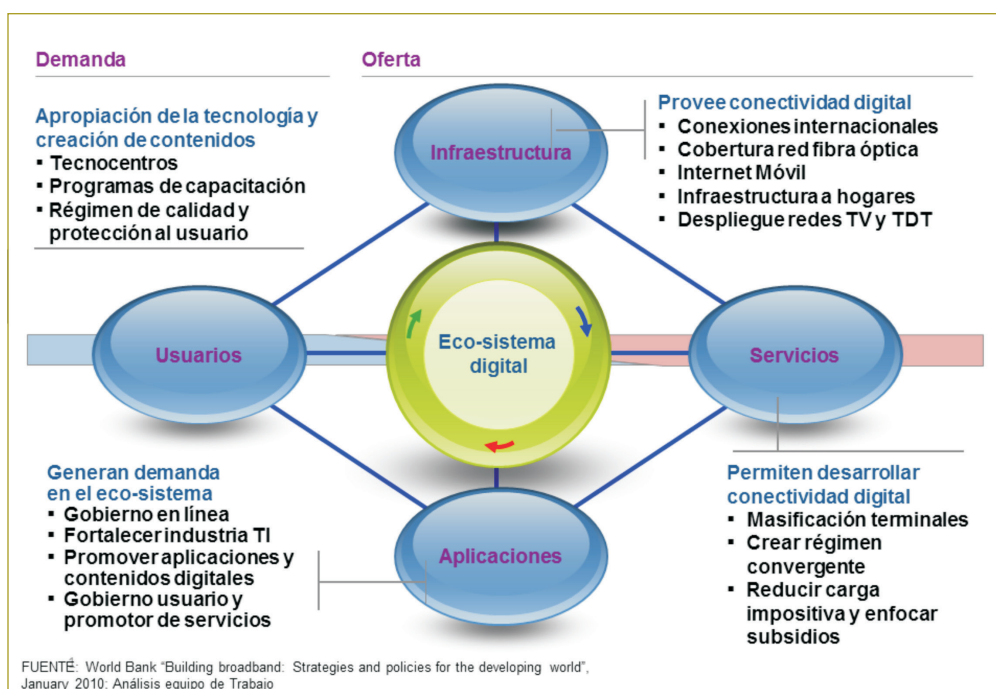 Demanda
Oferta
Apropiación de la tecnología y
creación de contenidos
▪ Tecnocentros
▪ Programas de capacitación
▪ Régimen de calidad y
protección al usuario
Infraestructura
Provee conectividad digital
▪ Conexiones internacionales
▪ Cobertura red fibra óptica
▪ Internet Móvil
▪ Infraestructura a hogares
▪ Despliegue redes TV y TDT
Usuarios
Eco-sistema
digital
Servicios
Generan demanda
en el eco-sistema
▪ Gobierno en línea
▪ Fortalecer industria TI
▪ Promover aplicaciones y
contenidos digitales
▪ Gobierno usuario y
promotor de servicios
Aplicaciones
Permiten desarrollar
conectividad digital
▪ Masificación terminales
▪ Crear régimen
convergente
▪ Reducir carga
impositiva y enfocar
subsidios
FUENTE: World Bank “Building broadband: Strategies and policies for the developing world”,
January 2010; Análisis equipo de Trabajo